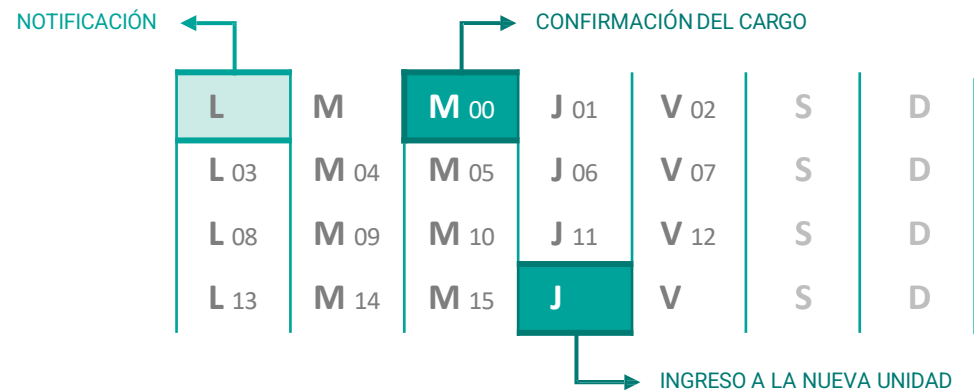 NOTIFICACIÓN CONFIRMACIÓN DEL CARGO
L M M 00 J 01 V 02 S D
L 03 M 04 M 05 J 06 V 07 S D
L 08 M 09 M 10 J 11 V 12 S D
L 13 M 14 M 15 J V S D
INGRESO A LA NUEVA UNIDAD